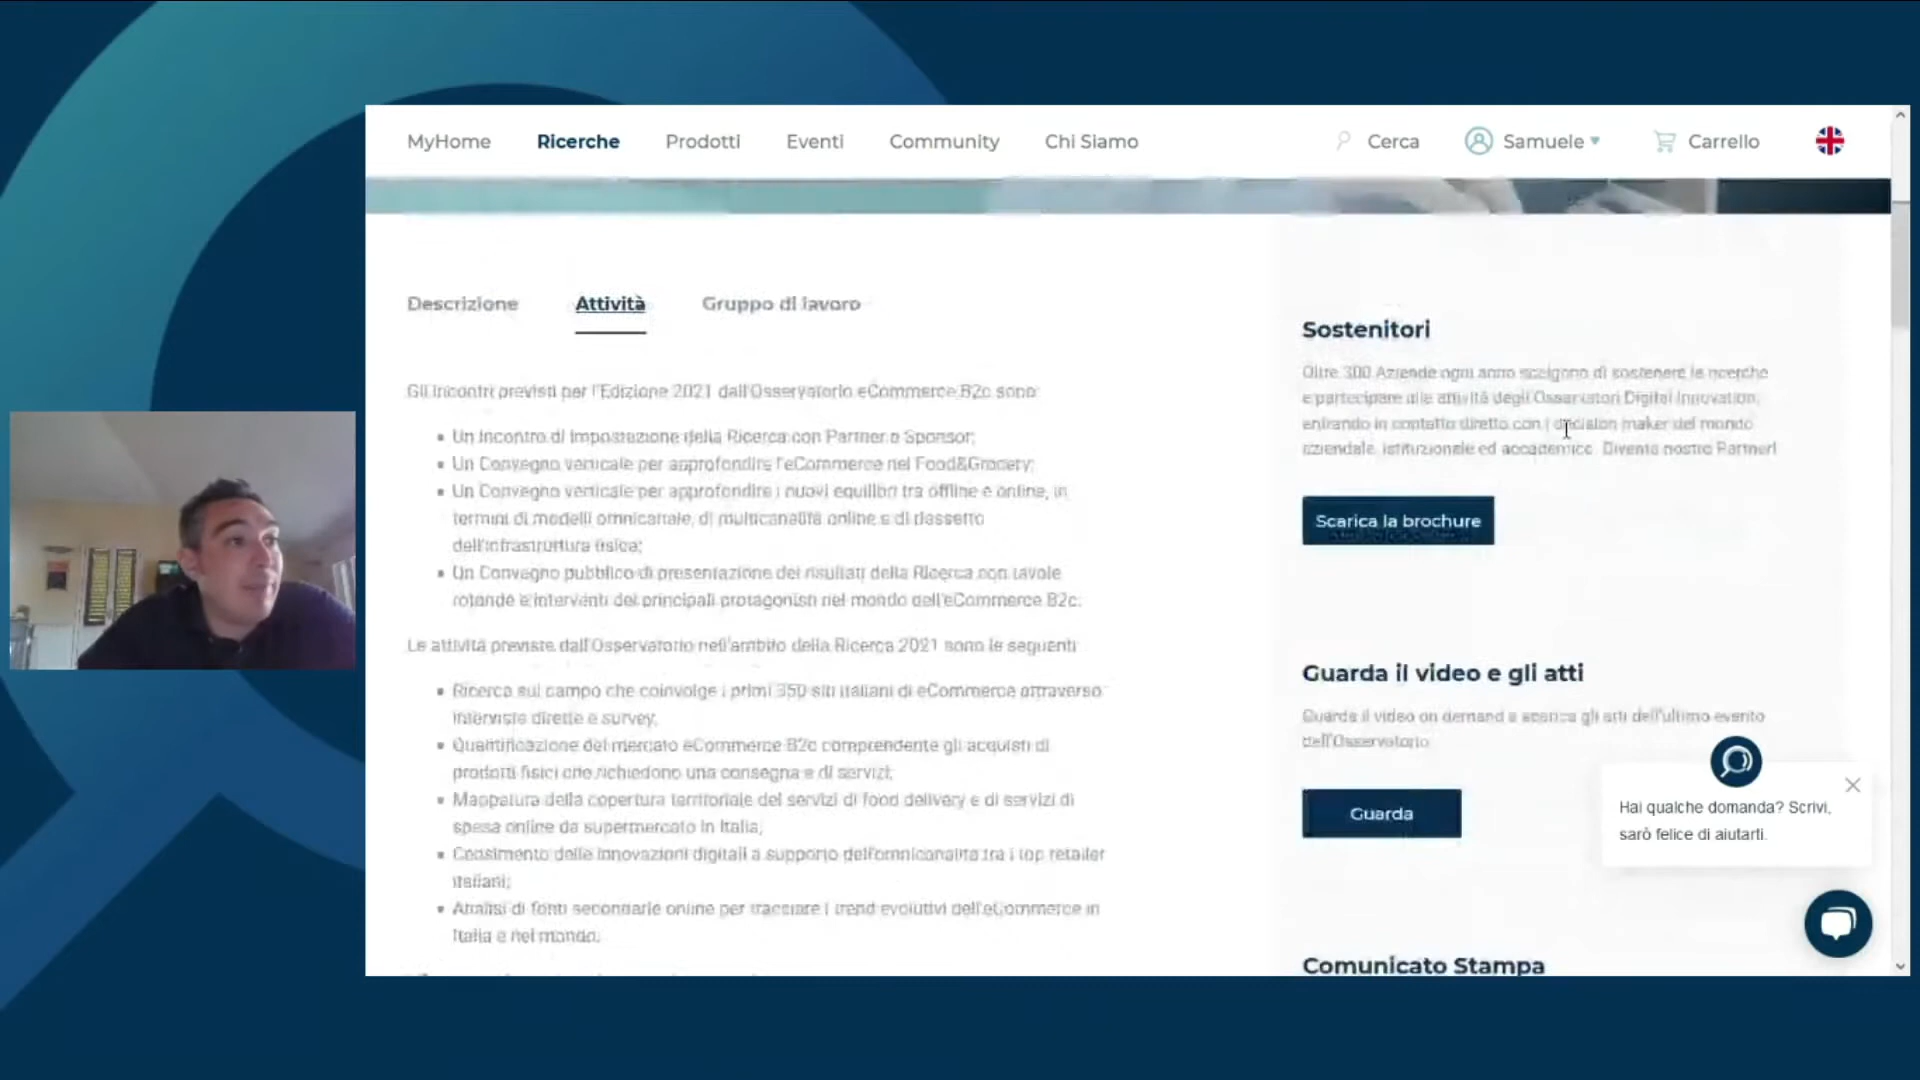 MyHome Ricerche Prodotti Eventi Community Chi Siamo Cerca Samuele Carrello
Descrizione Attività Gruppo di lavoro
Gli incontri previsti per l'Edizione 2021 dall'Osservatorio eCommerce B2c sono
Un Incontro di Impostazione della Ricerca con Partner e Sponsor;
Un Convegno verticale per approfondire l'eCommerce nel Food&Grocery;
Un Convegno verticale per approfondire i nuovi equilibri tra offline e online, in
termini di modelli omnicanale, di multicanalità online e di riassetto
dell'infrastruttura fisica;
Un Convegno pubblico di presentazione dei risultati della Ricerca con tavole
rotonde e interventi dei principali protagonisti nel mondo dell'eCommerce B2c.
Le attività previste dall'Osservatorio nell'ambito della Ricerca 2021 sono le seguenti
Ricerca sul campo che coinvolge i primi 350 siti italiani di eCommerce attraverso
interviste dirette e survey;
Quantificazione del mercato eCommerce B2c comprendente gli acquisti di
prodotti fisici che richiedono una consegna e di servizi;
Mappatura della copertura territoriale dei servizi di food delivery e di servizi di
spesa online da supermercato in Italia;
Censimento delle innovazioni digitali a supporto dell'omnicanalità tra i top retailer
italiani;
Analisi di fonti secondarie online per tracciare i trend evolutivi dell'eCommerce in
Italia e nel mondo.
Sostenitori
Oltre 300 Aziende ogni anno scelgono di sostenere le ricerche
e partecipare alle attività degli Osservatori Digital Innovation,
entrando in contatto diretto con i decision maker del mondo
aziendale, istituzionale ed accademico. Diventa nostro Partner!
Scarica la brochure
Guarda il video e gli atti
Guarda il video on demand e scarica gli atti dell'ultimo evento
dell'Osservatorio
Guarda
Hai qualche domanda? Scrivi,
sarò felice di aiutarti.
Comunicato Stampa